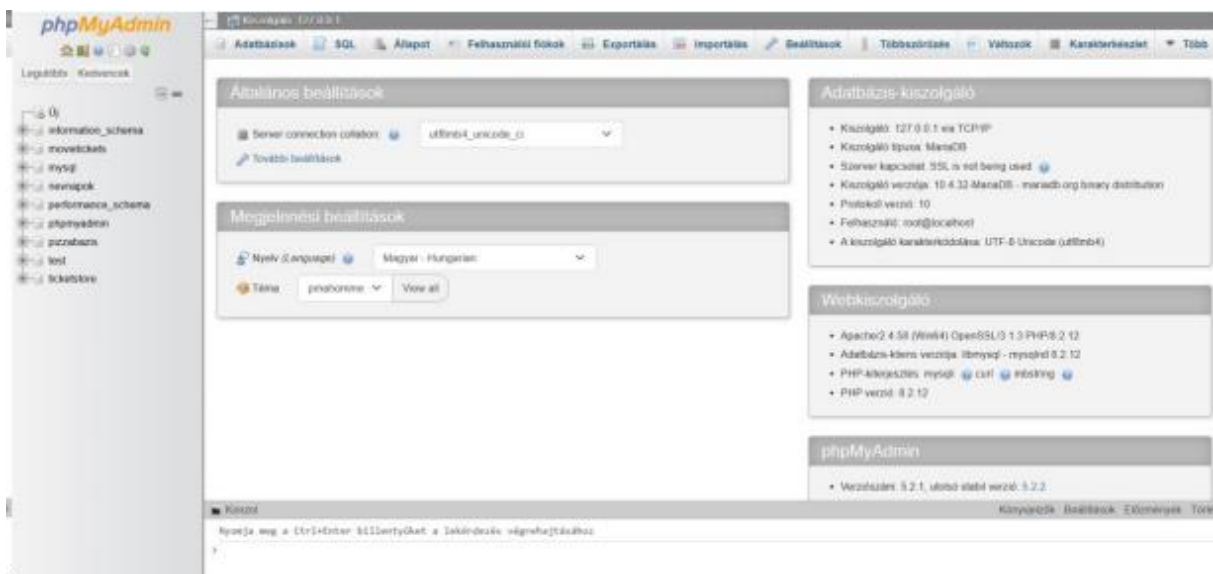 phpMyAdmin
Legutóbbi Kedvencek
Új
information_schema
movietickets
mysql
nevnapok
performance_schema
phpmyadmin
pizzabazis
test
ticketstore
Kiszolgáló: 127.0.0.1
Adatbázisok SQL Állapot Felhasználói fiókok Exportálás Importálás Beállítások Többszörözés Változók Karakterkészlet Több
Általános beállítások
Server connection collation: utf8mb4_unicode_ci
További beállítások
Megjelenési beállítások
Nyelv (Language) Magyar - Hungarian
Téma pmahomme View all
Adatbázis-kiszolgáló
• Kiszolgáló: 127.0.0.1 via TCP/IP
• Kiszolgáló típusa: MariaDB
• Szerver kapcsolat: SSL is not being used
• Kiszolgáló verziója: 10.4.32-MariaDB - mariadb.org binary distribution
• Protokoll verzió: 10
• Felhasználó: root@localhost
• A kiszolgáló karakterkódolása: UTF-8 Unicode (utf8mb4)
Webkiszolgáló
• Apache/2.4.58 (Win64) OpenSSL/3.1.3 PHP/8.2.12
• Adatbázis-kliens verziója: libmysql - mysqlnd 8.2.12
• PHP-kiterjesztés: mysqli curl mbstring
• PHP verzió: 8.2.12
phpMyAdmin
• Verziószám: 5.2.1, utolsó stabil verzió: 5.2.2
Konzol
Könyvjelzők Beállítások Előzmények
Nyomja meg a Ctrl+Enter billentyűket a lekérdezés végrehajtásához
>